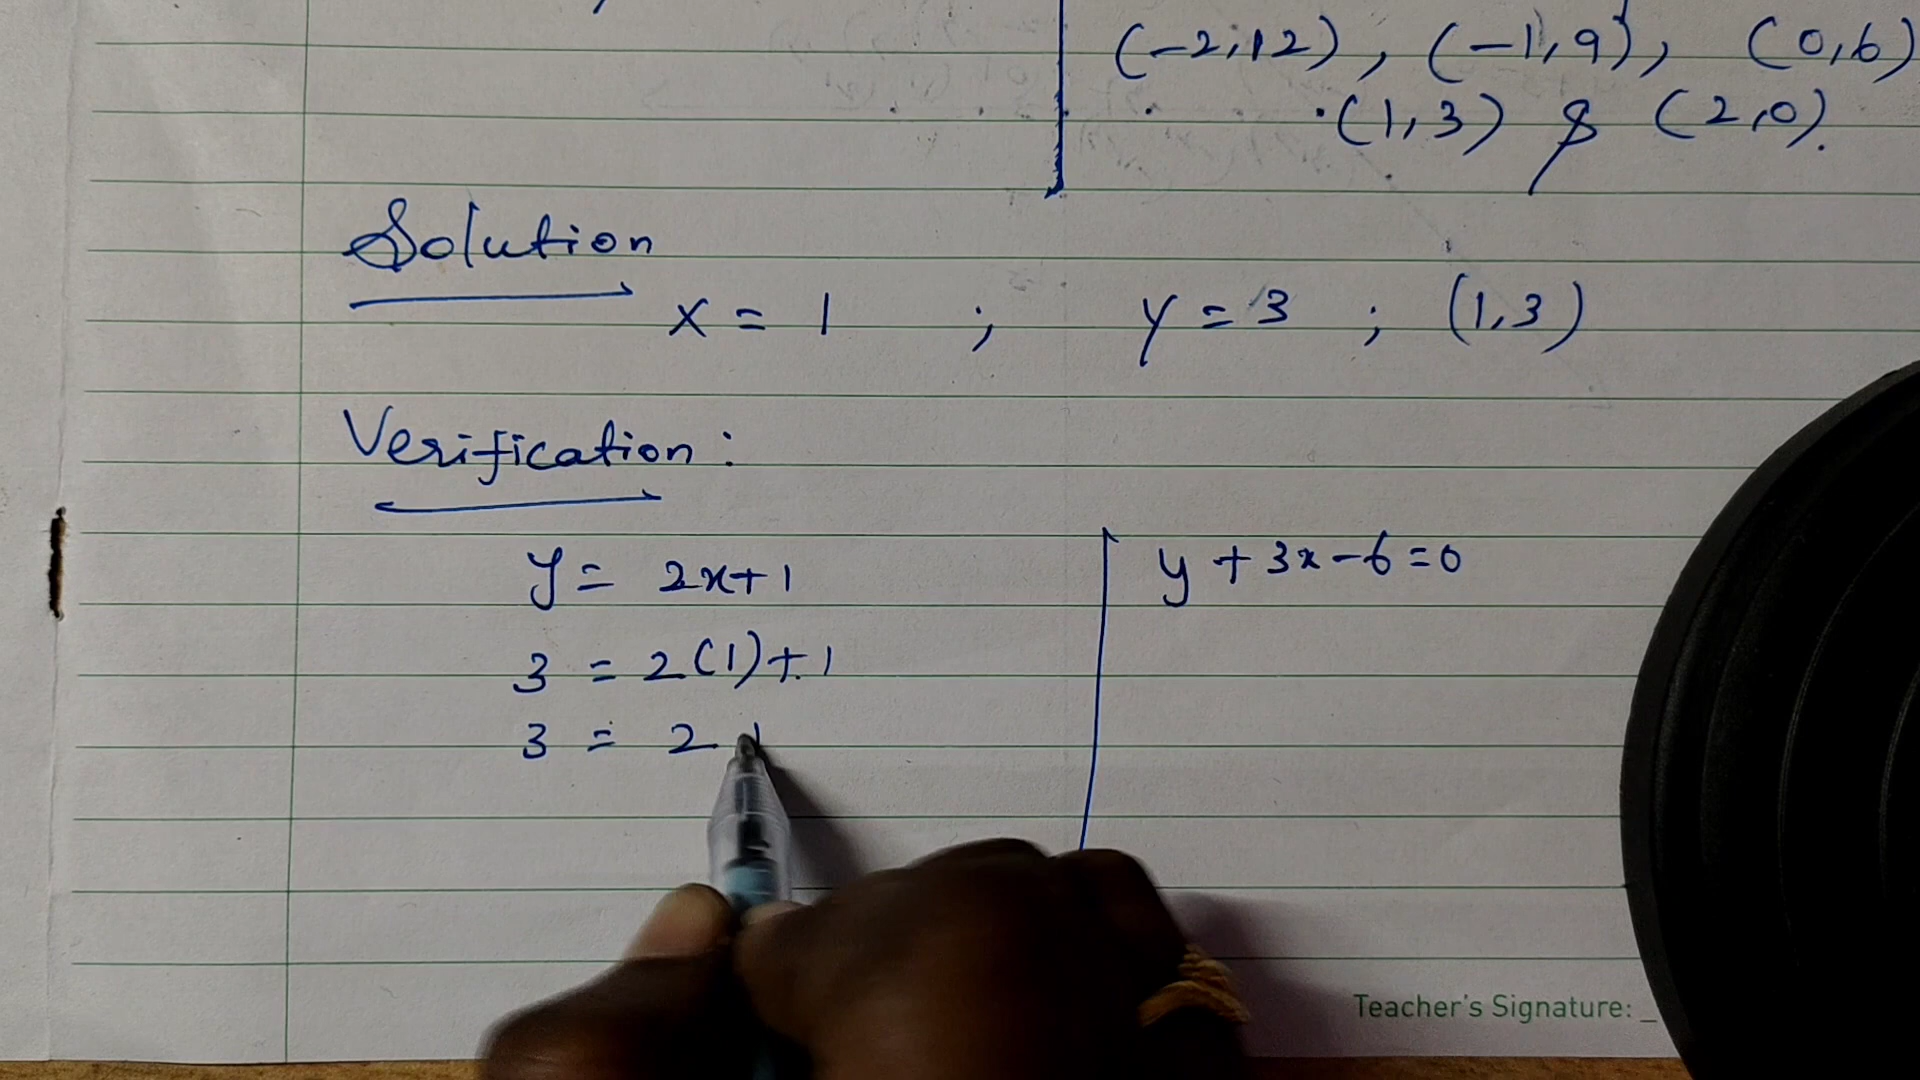 (-2,12), (-1,9), (0,6)
(1,3) & (2,0).
Solution
x = 1 ; y = 3 ; (1,3)
Verification :
y = 2x+1
3 = 2(1)+1
3 = 2
y + 3x-6=0
Teacher's Signature: _